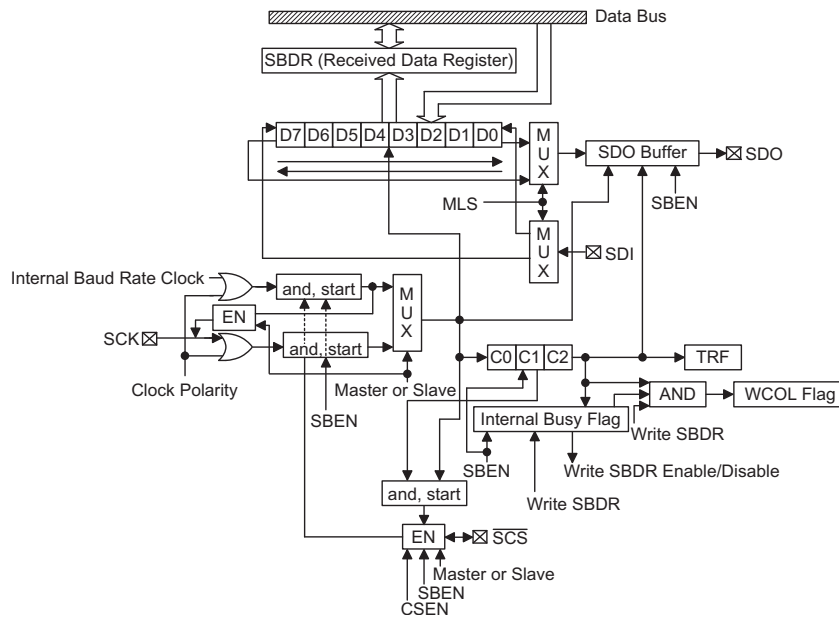 Data Bus
SBDR (Received Data Register)
D7 D6 D5 D4 D3 D2 D1 D0
MUX
SDO Buffer
SDO
MLS
SBEN
MUX
SDI
Internal Baud Rate Clock
and, start
MUX
EN
SCK
and, start
C0 C1 C2
TRF
Clock Polarity
Master or Slave
AND
WCOL Flag
SBEN
Internal Busy Flag
Write SBDR
SBEN
Write SBDR Enable/Disable
and, start
Write SBDR
EN
SCS
Master or Slave
SBEN
CSEN